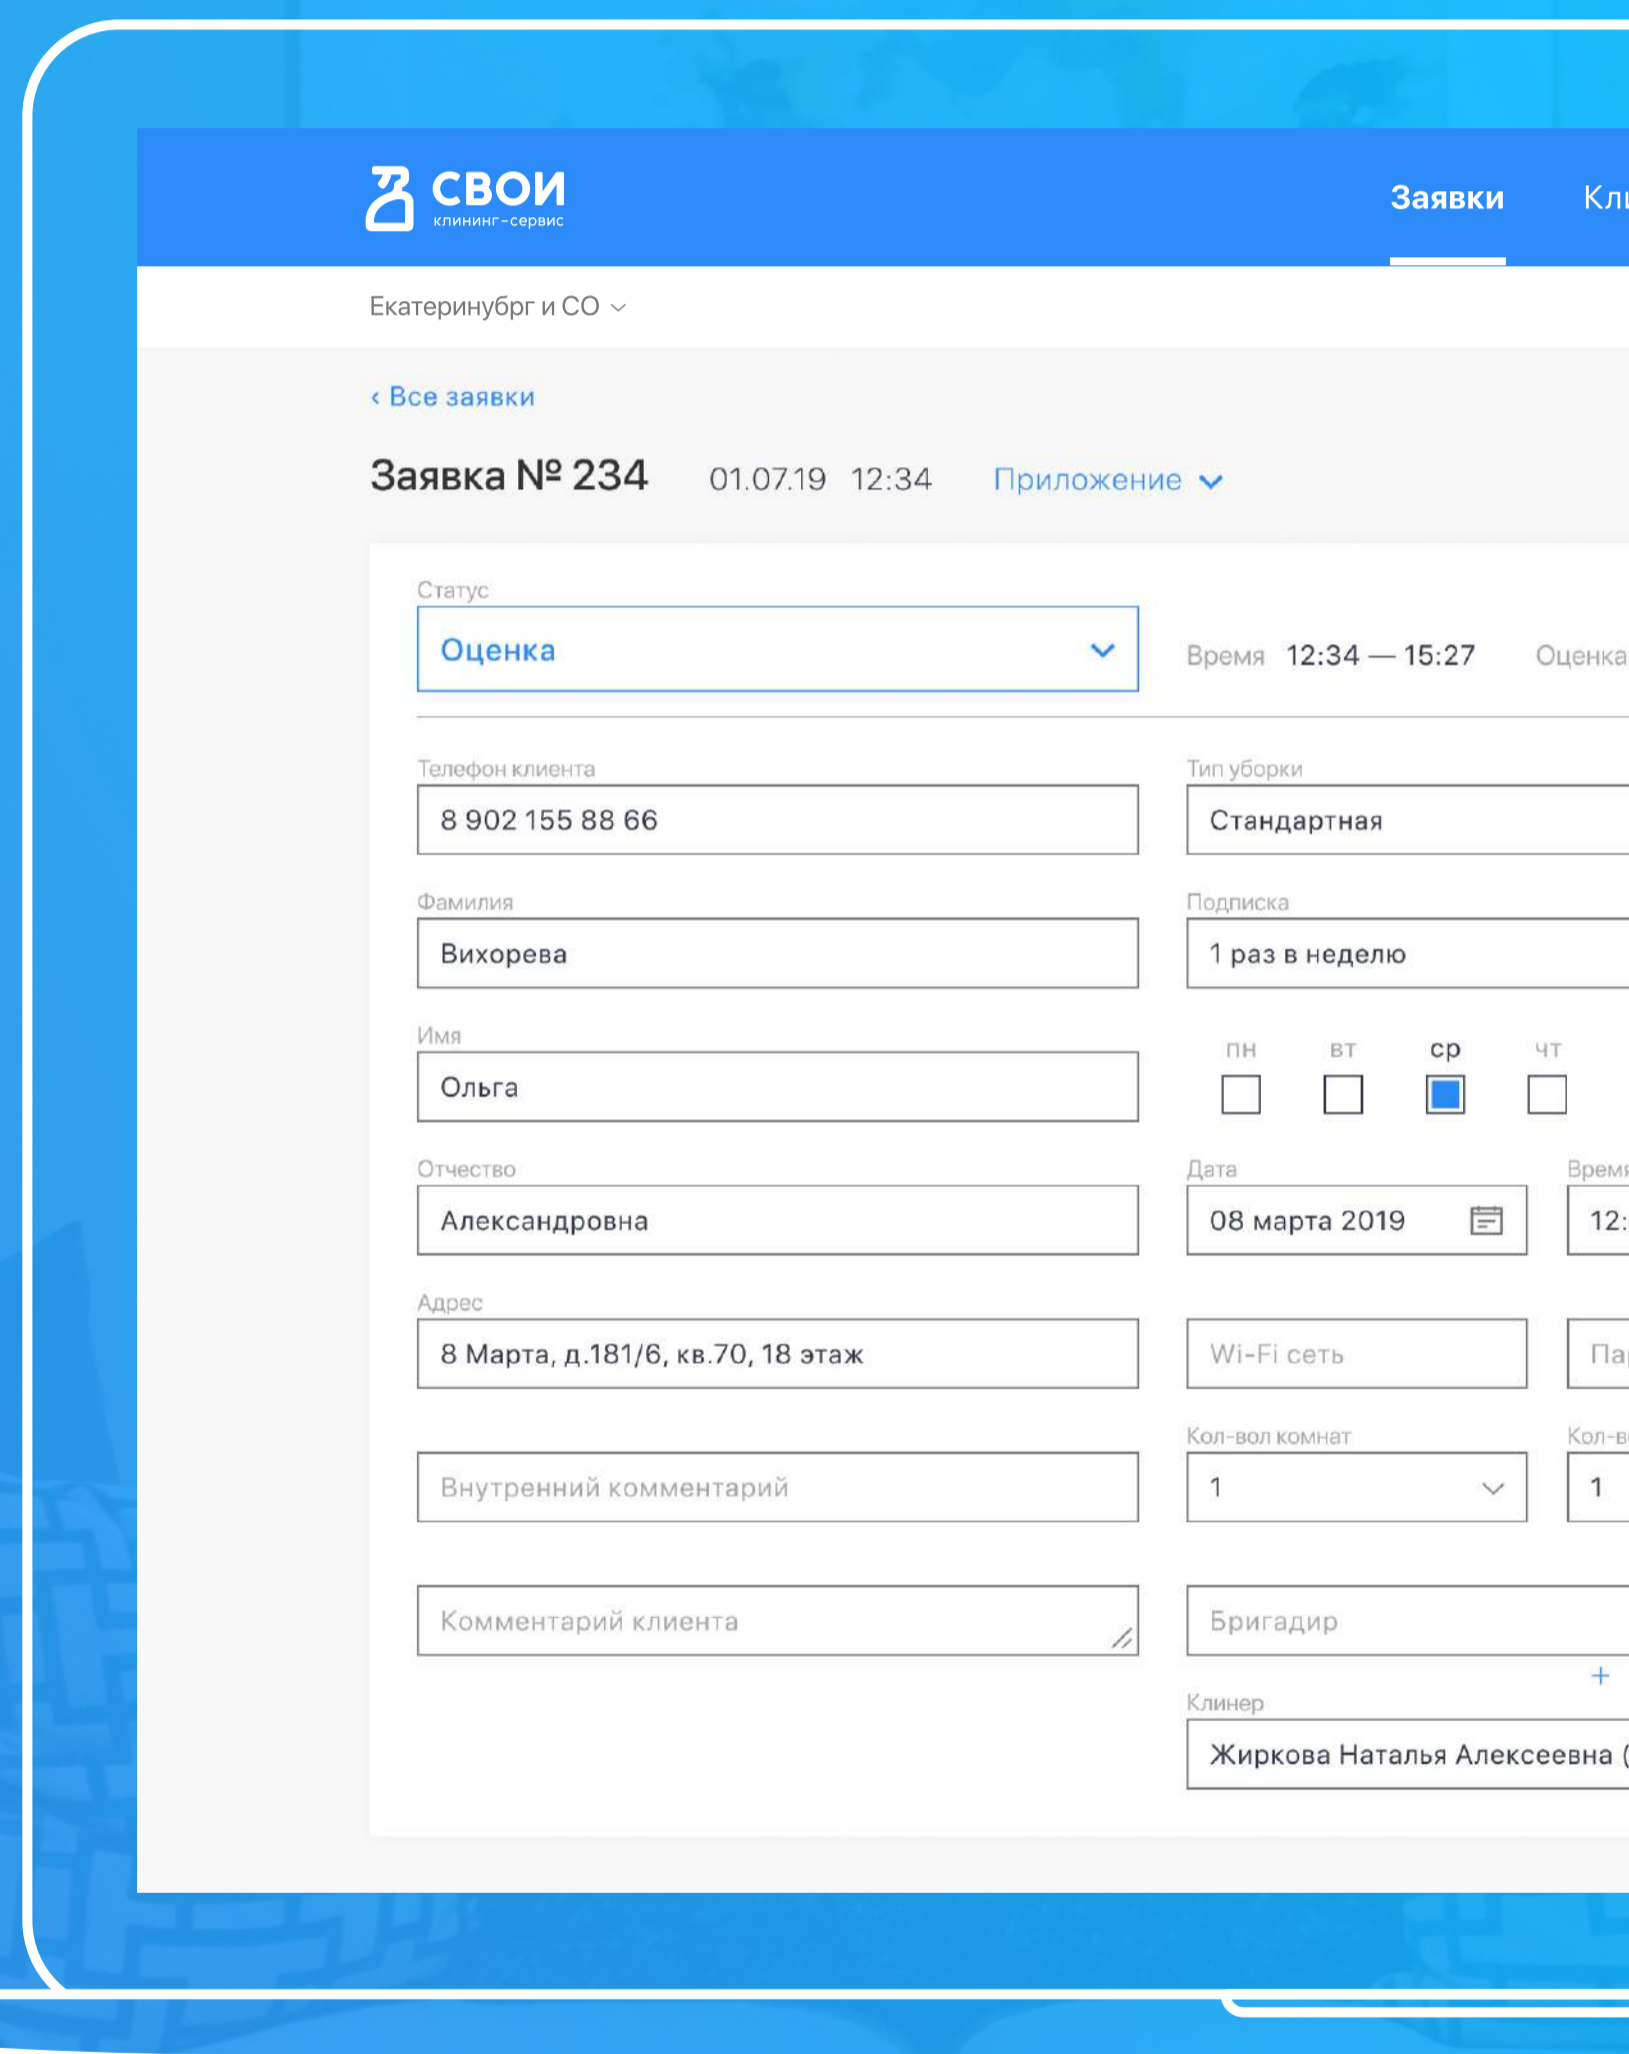 СВОИ
клининг-сервис
Заявки
Екатеринубрг и СО
‹ Все заявки
Заявка № 234 01.07.19 12:34 Приложение
Статус
Оценка
Время 12:34 — 15:27 Оценка
Телефон клиента
8 902 155 88 66
Тип уборки
Стандартная
Фамилия
Вихорева
Подписка
1 раз в неделю
Имя
Ольга
пн вт ср чт
Отчество
Александровна
Дата
08 марта 2019
Время
12:
Адрес
8 Марта, д.181/6, кв.70, 18 этаж
Wi-Fi сеть
Внутренний комментарий
Кол-вол комнат
1
1
Комментарий клиента
Бригадир
+
Клинер
Жиркова Наталья Алексеевна (